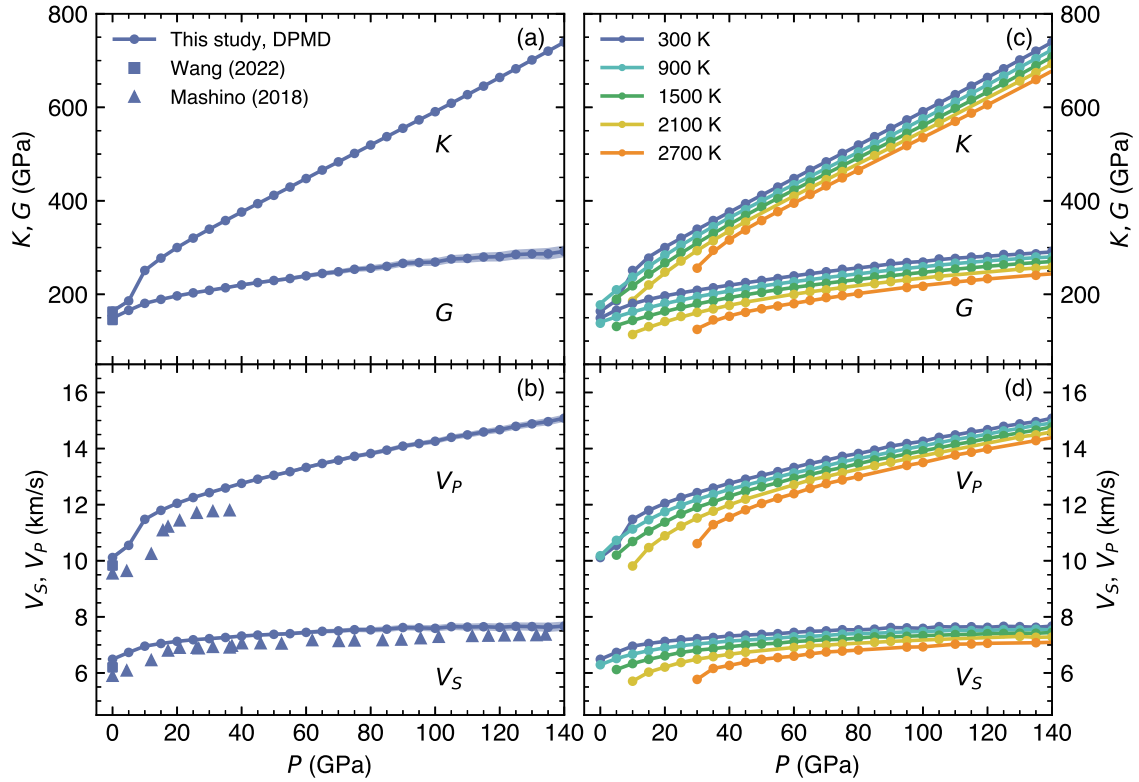 800
600
400
200
K, G (GPa)
This study, DPMD
Wang (2022)
Mashino (2018)
(a)
K
G
300 K
900 K
1500 K
2100 K
2700 K
(c)
K
G
800
600
400
200
K, G (GPa)
16
14
12
10
8
6
V_S, V_P (km/s)
(b)
V_P
V_S
(d)
V_P
V_S
16
14
12
10
8
6
V_S, V_P (km/s)
0 20 40 60 80 100 120 140
P (GPa)
0 20 40 60 80 100 120 140
P (GPa)